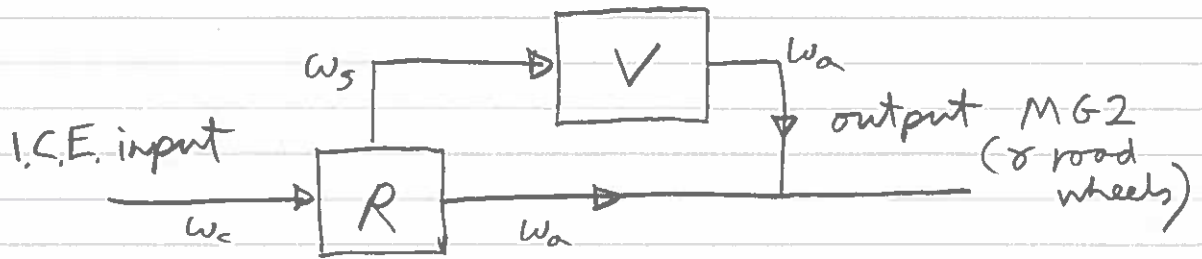 ωs
V
ωa
I.C.E. input
output MG2
(γ road
wheels)
R
ωc
ωa